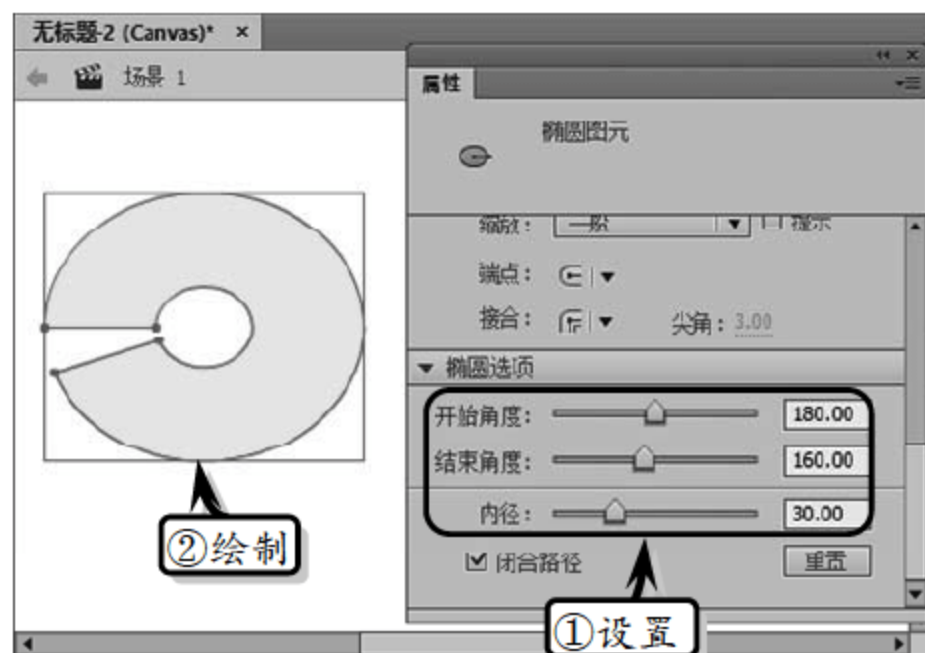 无标题-2 (Canvas)* ×
场景 1
属性
椭圆图元
缩放： 一般 提示
端点：
接合： 尖角：3.00
椭圆选项
开始角度： 180.00
结束角度： 160.00
内径： 30.00
闭合路径 重置
②绘制
①设置